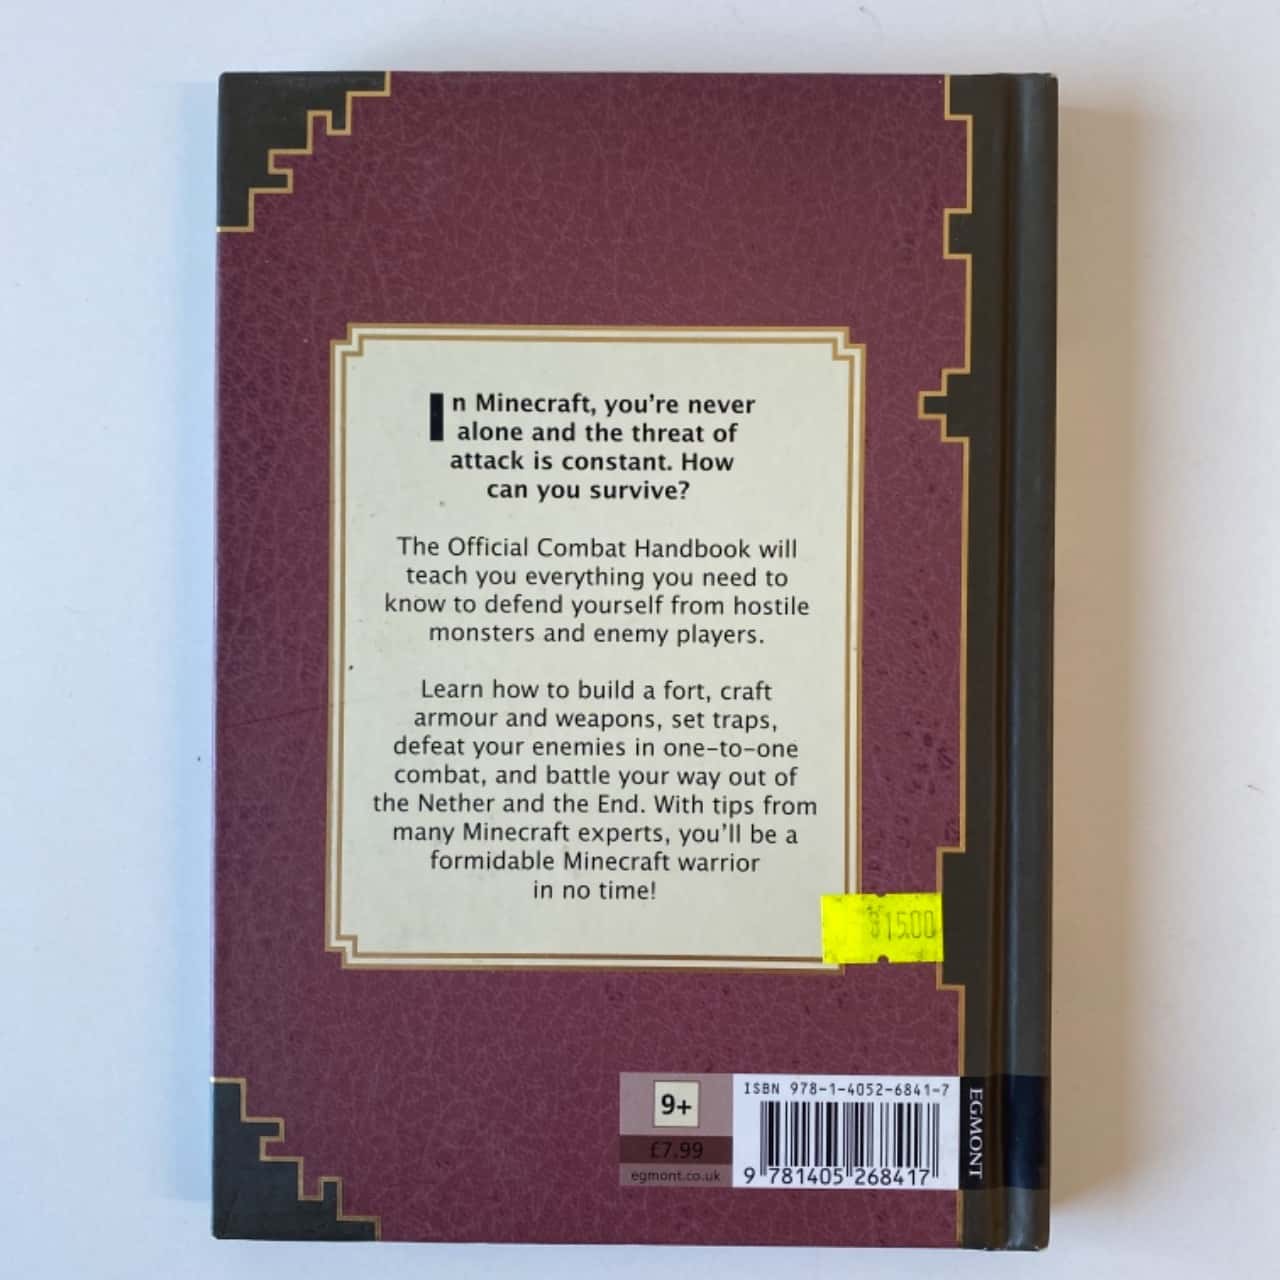 In Minecraft, you're never
alone and the threat of
attack is constant. How
can you survive?
The Official Combat Handbook will
teach you everything you need to
know to defend yourself from hostile
monsters and enemy players.
Learn how to build a fort, craft
armour and weapons, set traps,
defeat your enemies in one-to-one
combat, and battle your way out of
the Nether and the End. With tips from
many Minecraft experts, you'll be a
formidable Minecraft warrior
in no time!
$15.00
9+
£7.99
egmont.co.uk
ISBN 978-1-4052-6841-7
9 781405 268417
EGMONT